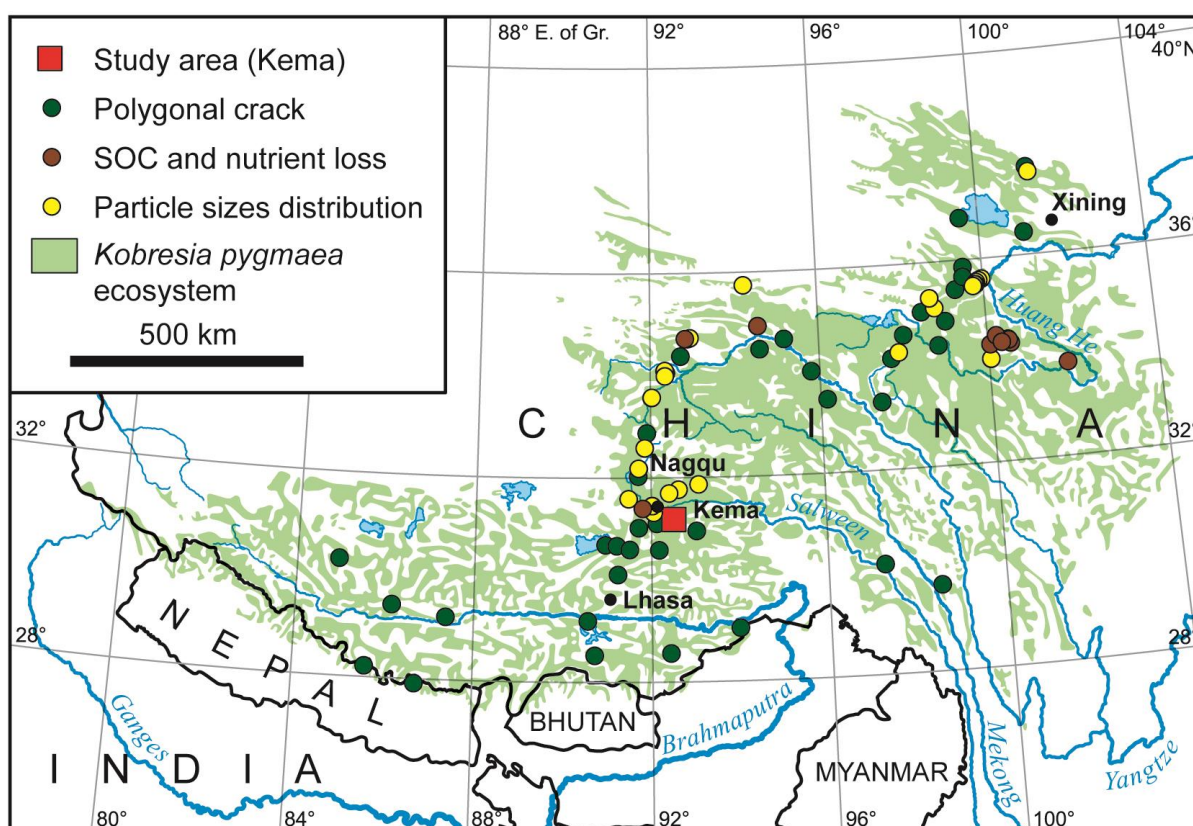 88° E. of Gr.
92°
96°
100°
104°
40°N
Study area (Kema)
Polygonal crack
SOC and nutrient loss
Particle sizes distribution
Kobresia pygmaea
ecosystem
500 km
Xining
36°
Huang He
32°
C H I N A
32°
Nagqu
Kema
Salween
Lhasa
28°
28°
NEPAL
BHUTAN
Brahmaputra
Ganges
INDIA
MYANMAR
Mekong
Yangtze
80°
84°
88°
92°
96°
100°